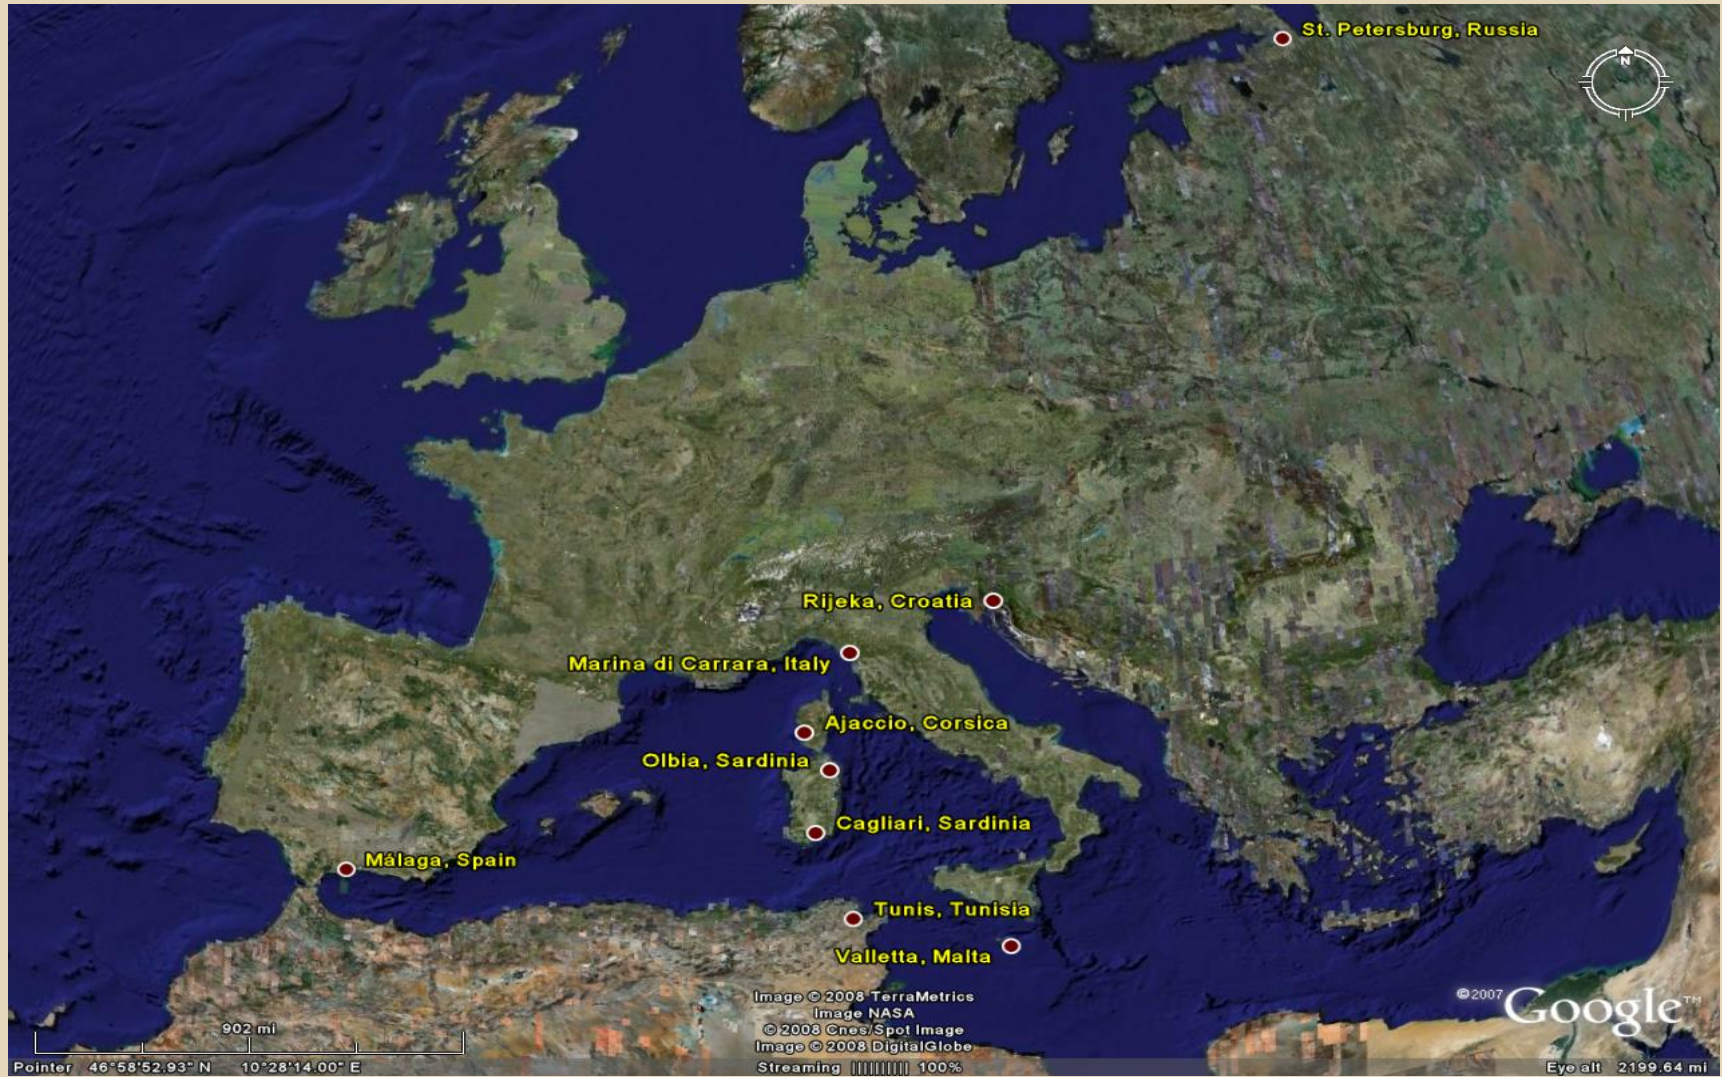 St. Petersburg, Russia
N
Rijeka, Croatia
Marina di Carrara, Italy
Ajaccio, Corsica
Olbia, Sardinia
Cagliari, Sardinia
Málaga, Spain
Tunis, Tunisia
Valletta, Malta
Image © 2008 TerraMetrics
Image NASA
© 2008 Cnes/Spot Image
Image © 2008 DigitalGlobe
©2007 Google™
902 mi
Pointer 46°58'52.93" N 10°28'14.00" E Streaming |||||||||| 100% Eye alt 2199.64 mi